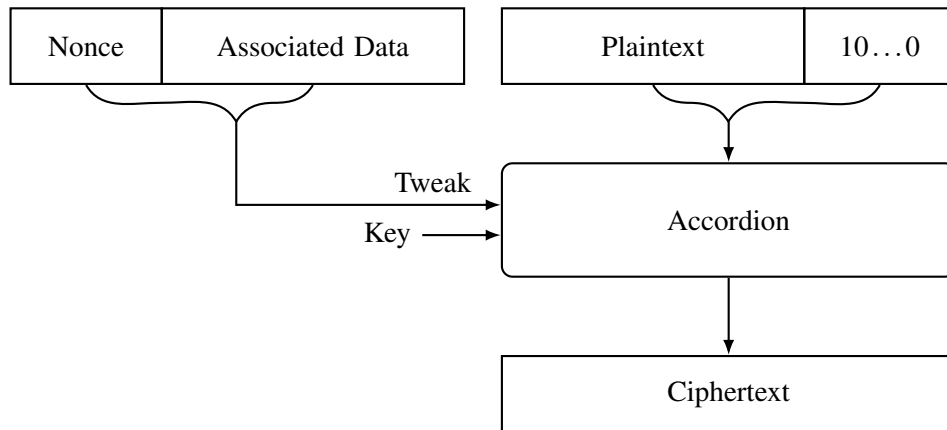 Nonce Associated Data Plaintext 10...0
Tweak
Key
Accordion
Ciphertext